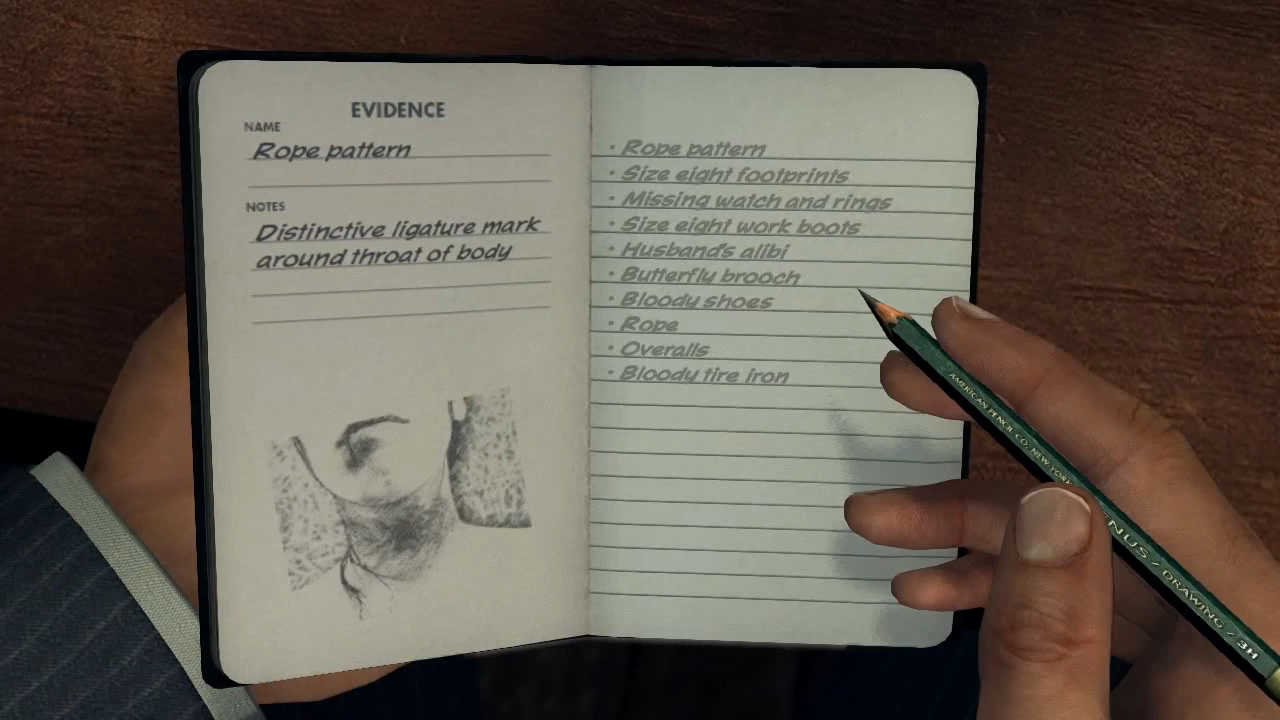 EVIDENCE
NAME
Rope pattern
NOTES
Distinctive ligature mark
around throat of body
• Rope pattern
• Size eight footprints
• Missing watch and rings
• Size eight work boots
• Husband's alibi
• Butterfly brooch
• Bloody shoes
• Rope
• Overalls
• Bloody tire iron
AMERICAN PENCIL CO, NEW YORK
ENUS / DRAWING / 3H